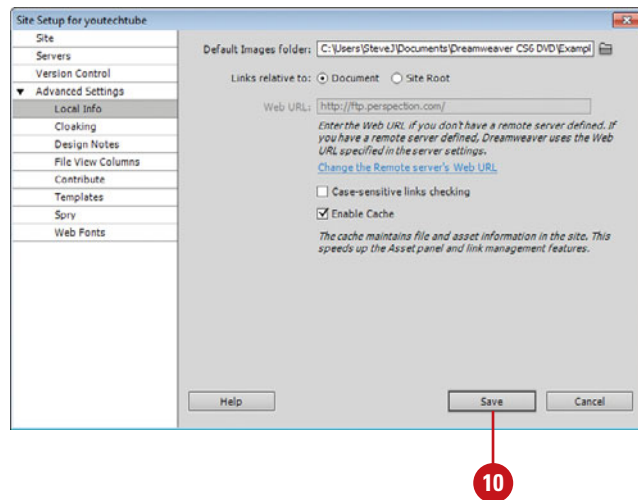 Site Setup for youtechtube
Site
Servers
Version Control
Advanced Settings
Local Info
Cloaking
Design Notes
File View Columns
Contribute
Templates
Spry
Web Fonts
Default Images folder: C:\Users\SteveJ\Documents\Dreamweaver CS6 DVD\Exampl
Links relative to: Document Site Root
Web URL: http://ftp.perspection.com/
Enter the Web URL if you don't have a remote server defined. If
you have a remote server defined, Dreamweaver uses the Web
URL specified in the server settings.
Change the Remote server's Web URL
Case-sensitive links checking
Enable Cache
The cache maintains file and asset information in the site. This
speeds up the Asset panel and link management features.
Help Save Cancel
10